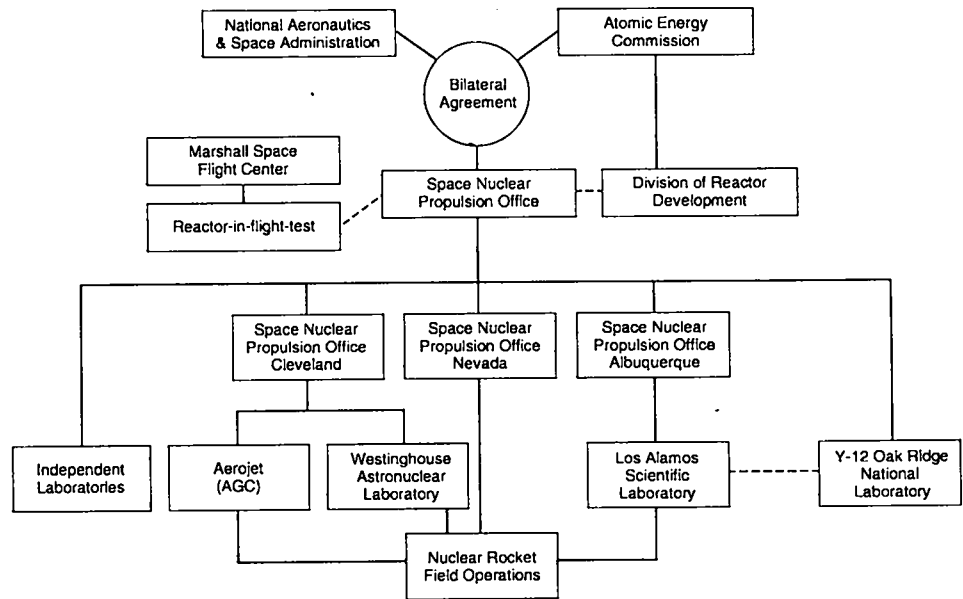 National Aeronautics
& Space Administration
Atomic Energy
Commission
Bilateral
Agreement
Marshall Space
Flight Center
Space Nuclear
Propulsion Office
Division of Reactor
Development
Reactor-in-flight-test
Space Nuclear
Propulsion Office
Cleveland
Space Nuclear
Propulsion Office
Nevada
Space Nuclear
Propulsion Office
Albuquerque
Independent
Laboratories
Aerojet
(AGC)
Westinghouse
Astronuclear
Laboratory
Los Alamos
Scientific
Laboratory
Y-12 Oak Ridge
National
Laboratory
Nuclear Rocket
Field Operations